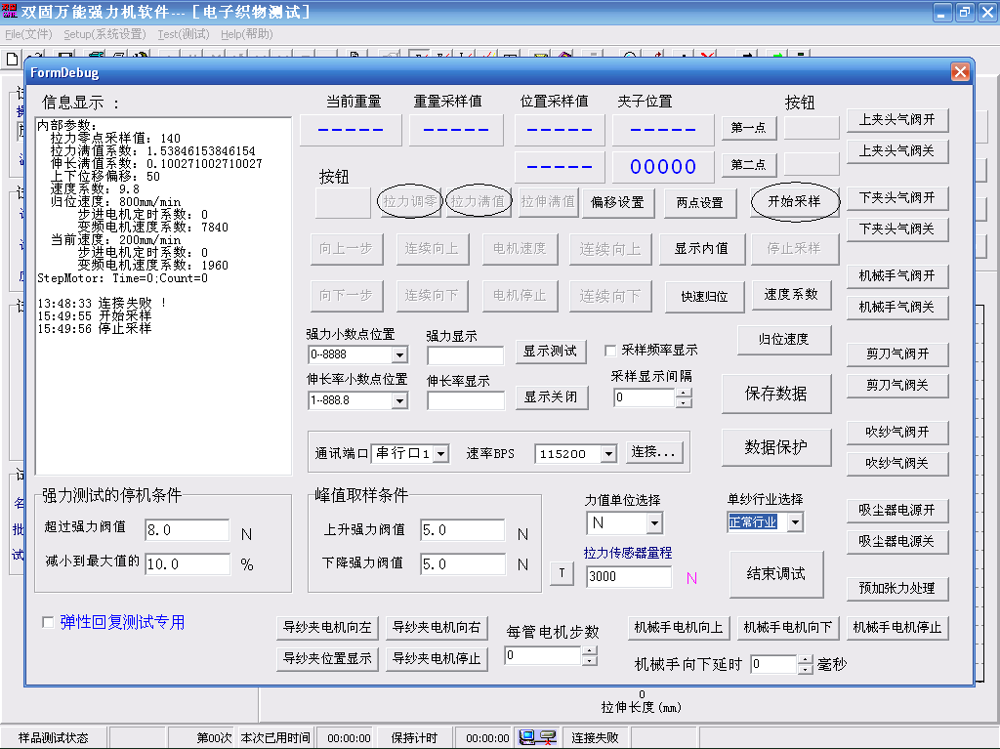 双固万能强力机软件---［电子织物测试］
File(文件) Setup(系统设置) Test(测试) Help(帮助)
FormDebug
信息显示 ：
内部参数:
拉力零点采样值: 140
拉力满值系数: 1.53846153846154
伸长满值系数: 0.100271002710027
上下位移偏移: 50
速度系数: 9.8
归位速度: 800mm/min
步进电机定时系数: 0
变频电机速度系数: 7840
当前速度: 200mm/min
步进电机定时系数: 0
变频电机速度系数: 1960
StepMotor: Time=0;Count=0
13:48:33 连接失败 !
15:49:55 开始采样
15:49:56 停止采样
当前重量 重量采样值 位置采样值 夹子位置 按钮
----- ----- ----- -----
第一点
----- 00000
第二点
按钮
拉力调零 拉力满值 拉伸满值 偏移设置 两点设置 开始采样
向上一步 连续向上 电机速度 连续向上 显示内值 停止采样
向下一步 连续向下 电机停止 连续向下 快速归位 速度系数
强力小数点位置 强力显示
0--8888 显示测试 采样频率显示 归位速度
伸长率小数点位置 伸长率显示 采样显示间隔
1--888.8 显示关闭 0 保存数据
通讯端口 串行口1 速率BPS 115200 连接... 数据保护
上夹头气阀开
上夹头气阀关
下夹头气阀开
下夹头气阀关
机械手气阀开
机械手气阀关
剪刀气阀开
剪刀气阀关
吹纱气阀开
吹纱气阀关
吸尘器电源开
吸尘器电源关
预加张力处理
强力测试的停机条件
超过强力阀值 8.0 N
减小到最大值的 10.0 %
峰值取样条件
上升强力阀值 5.0 N
下降强力阀值 5.0 N
T
力值单位选择
N
拉力传感器量程
3000 N
单纱行业选择
正常行业
结束调试
弹性回复测试专用
导纱夹电机向左 导纱夹电机向右 每管电机步数 机械手电机向上 机械手电机向下 机械手电机停止
导纱夹位置显示 导纱夹电机停止 0 机械手向下延时 0 毫秒
0
拉伸长度(mm)
样品测试状态 第00次 本次已用时间 00:00:00 保持计时 00:00:00 连接失败